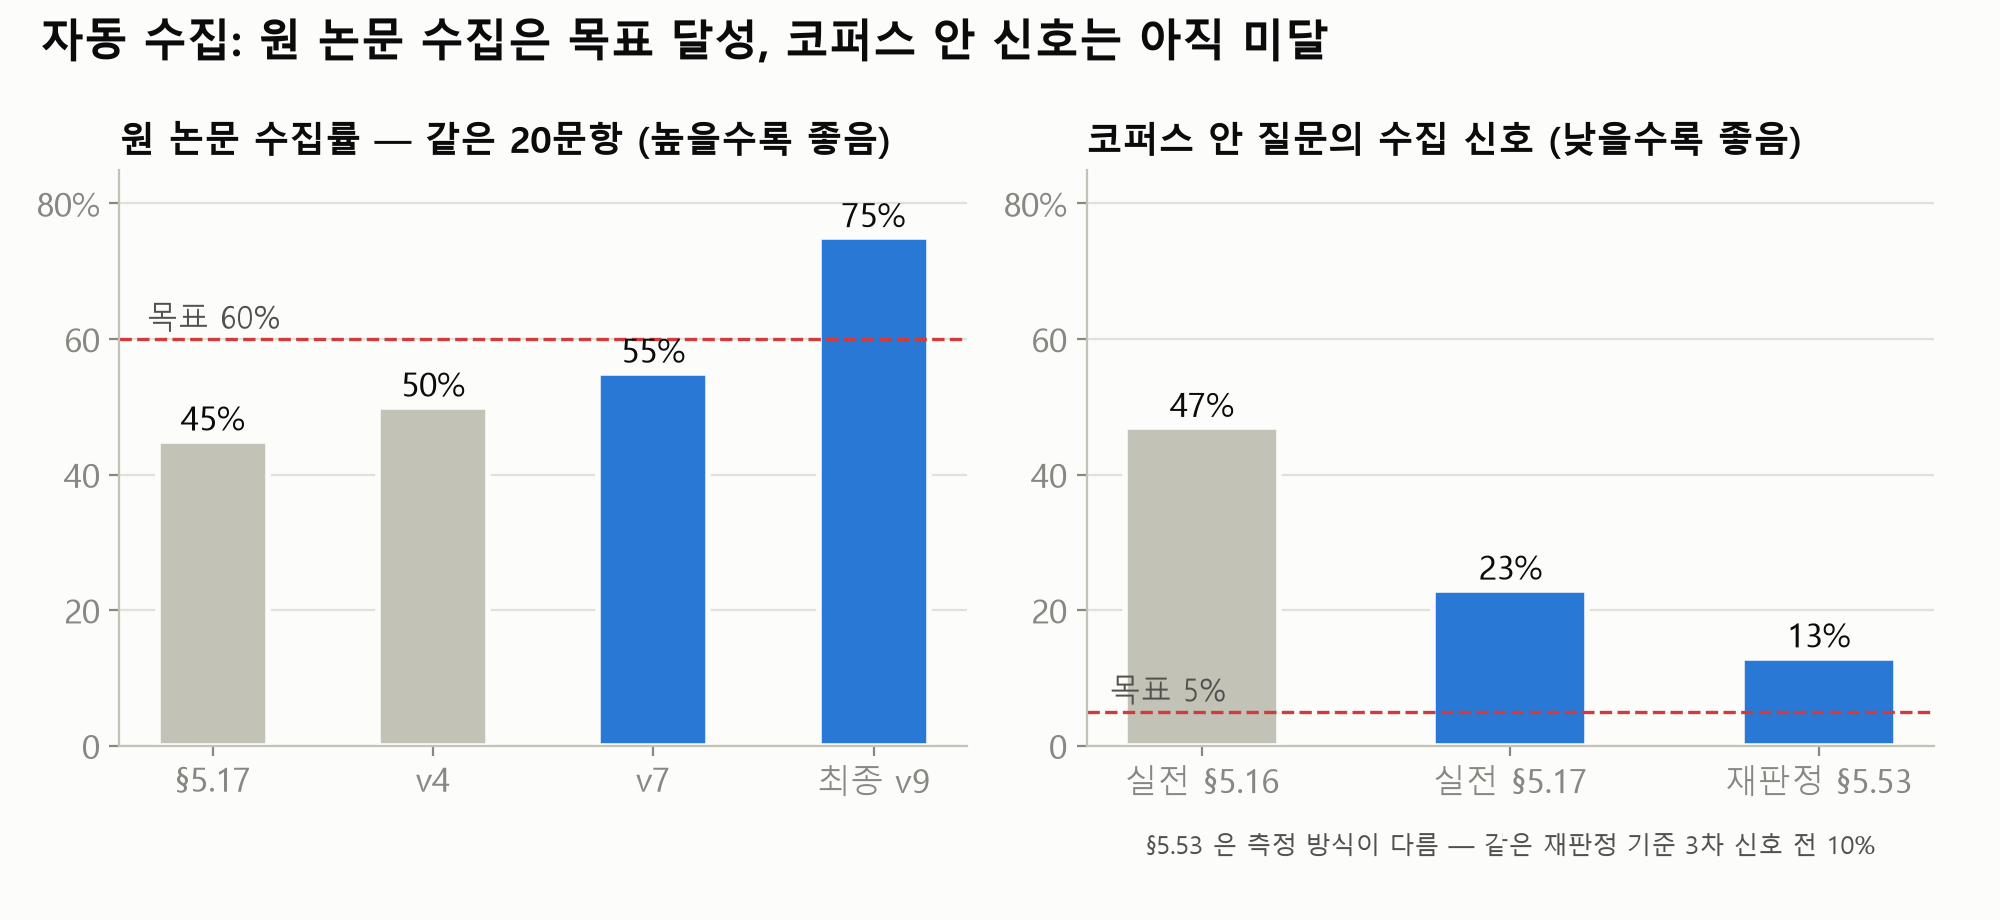 자동 수집: 원 논문 수집은 목표 달성, 코퍼스 안 신호는 아직 미달
원 논문 수집률 — 같은 20문항 (높을수록 좋음)
80%
60
40
20
0
목표 60%
45%
50%
55%
75%
§5.17
v4
v7
최종 v9
코퍼스 안 질문의 수집 신호 (낮을수록 좋음)
80%
60
40
20
0
목표 5%
47%
23%
13%
실전 §5.16
실전 §5.17
재판정 §5.53
§5.53 은 측정 방식이 다름 — 같은 재판정 기준 3차 신호 전 10%